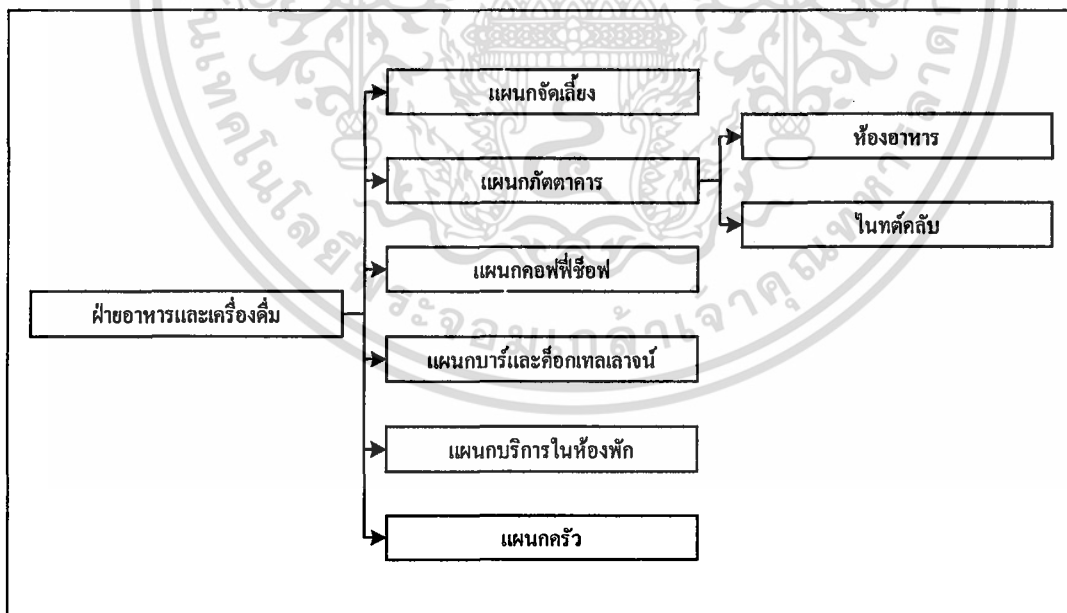 แผนกจัดเลี้ยง
ห้องอาหาร
แผนกภัตตาคาร
ไนทต์คลับ
แผนกคอฟฟี่ช็อฟ
ฝ่ายอาหารและเครื่องดื่ม
แผนกบาร์และค็อกเทลเลาจน์
แผนกบริการในห้องพัก
แผนกครัว